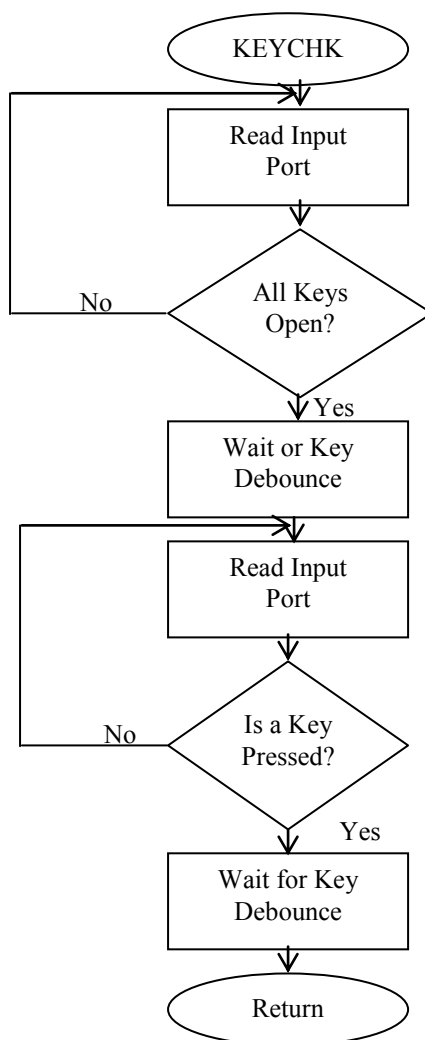 KEYCHK
Read Input
Port
All Keys
Open?
No
Yes
Wait or Key
Debounce
Read Input
Port
Is a Key
Pressed?
No
Yes
Wait for Key
Debounce
Return